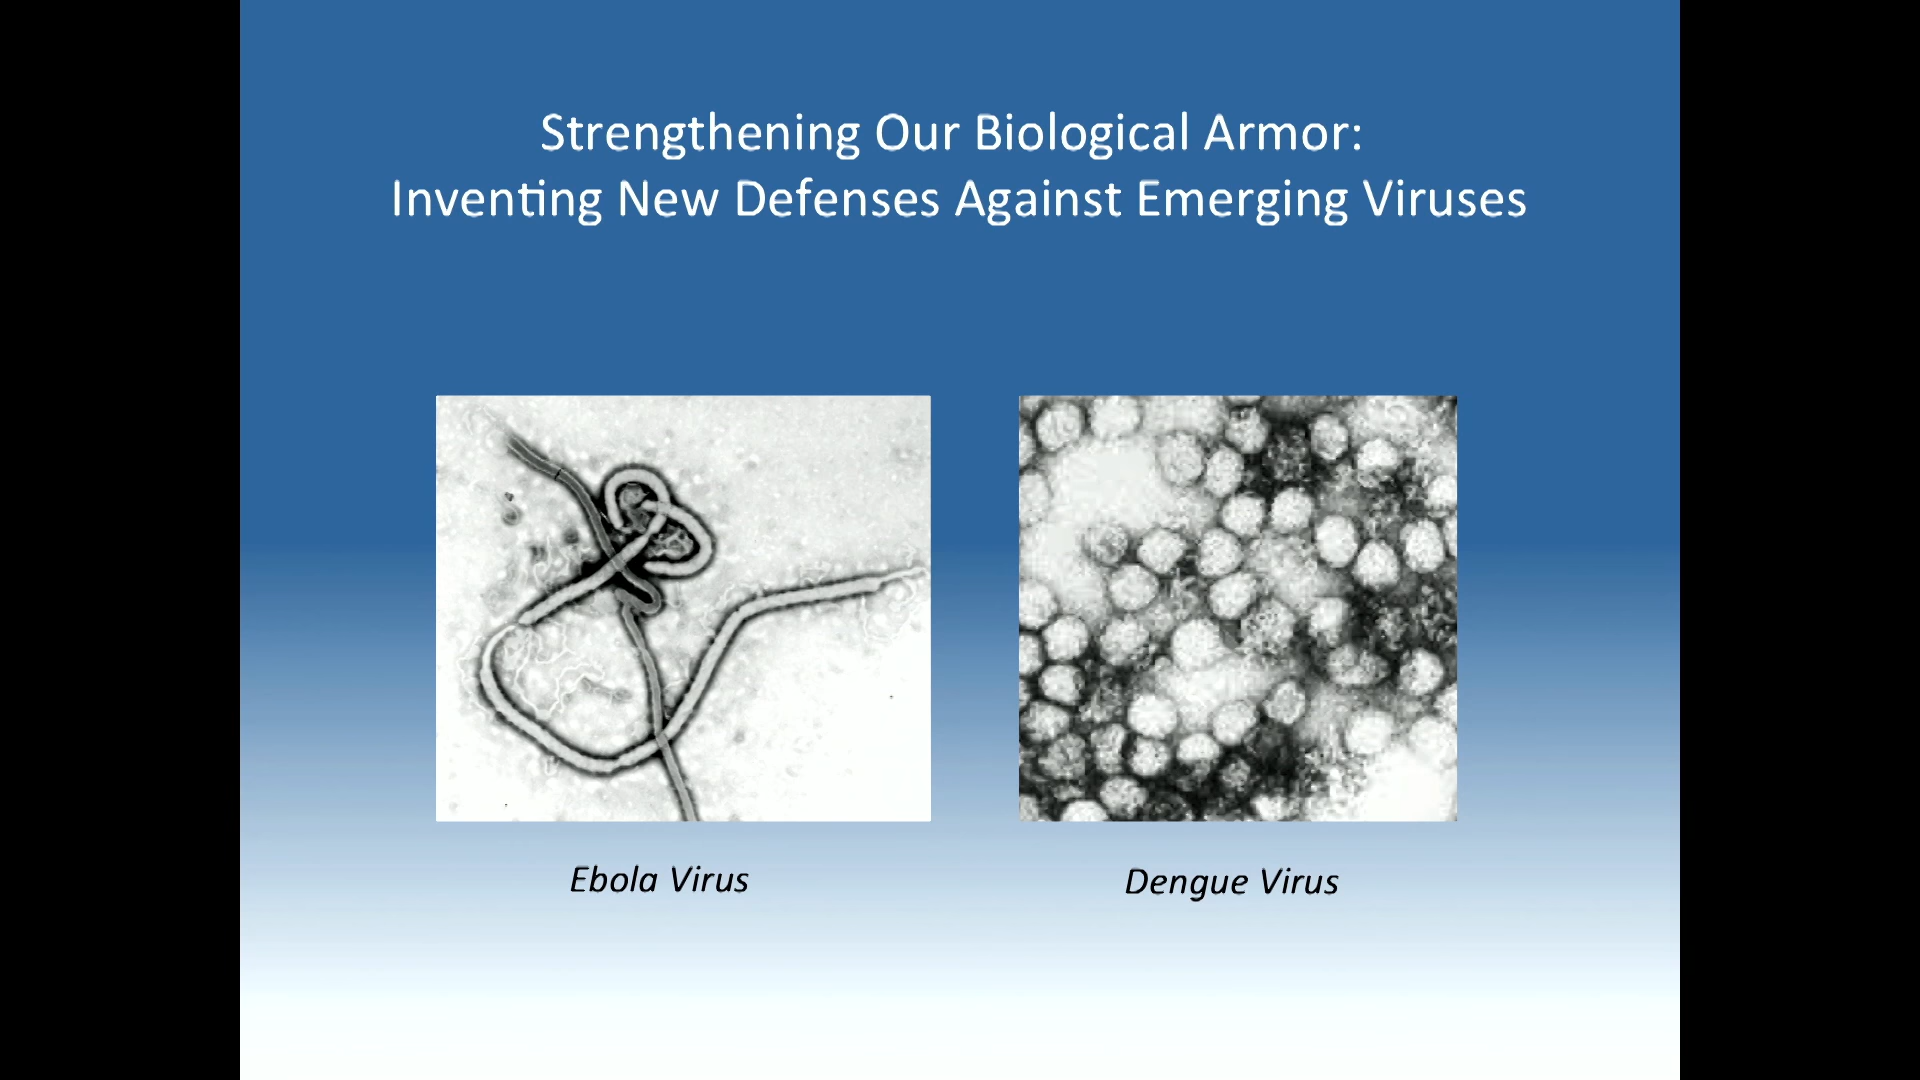 Strengthening Our Biological Armor:
Inventing New Defenses Against Emerging Viruses
Ebola Virus
Dengue Virus